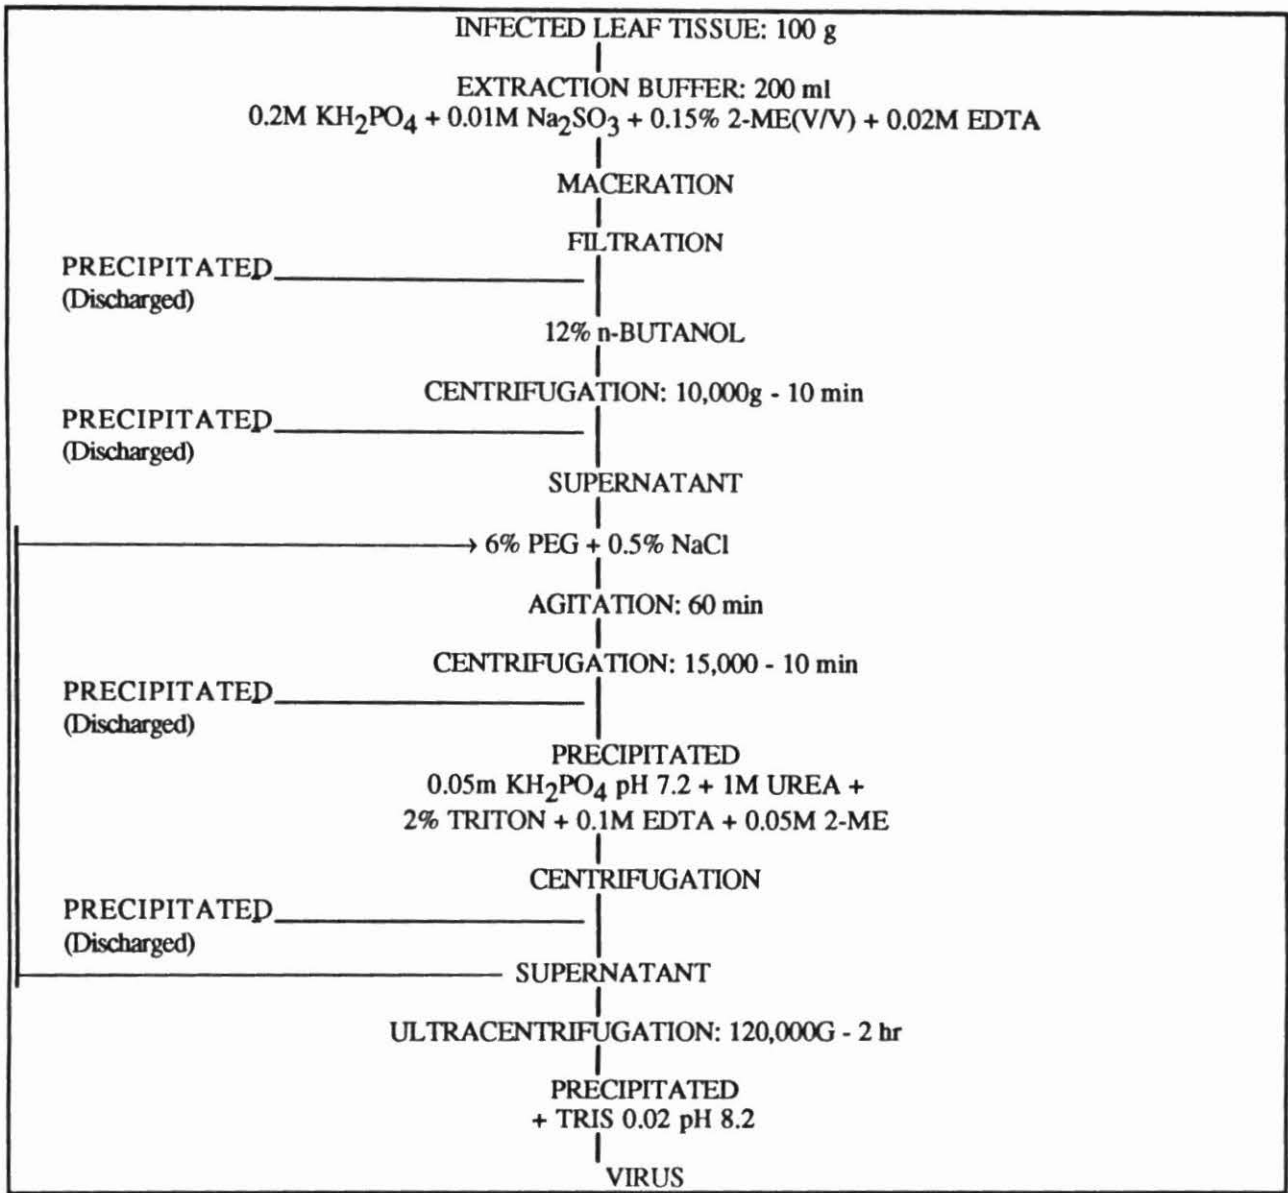 INFECTED LEAF TISSUE: 100 g
EXTRACTION BUFFER: 200 ml
0.2M KH₂PO₄ + 0.01M Na₂SO₃ + 0.15% 2-ME(V/V) + 0.02M EDTA
MACERATION
FILTRATION
PRECIPITATED
(Discharged)
12% n-BUTANOL
CENTRIFUGATION: 10,000g - 10 min
PRECIPITATED
(Discharged)
SUPERNATANT
6% PEG + 0.5% NaCl
AGITATION: 60 min
CENTRIFUGATION: 15,000 - 10 min
PRECIPITATED
(Discharged)
PRECIPITATED
0.05m KH₂PO₄ pH 7.2 + 1M UREA +
2% TRITON + 0.1M EDTA + 0.05M 2-ME
CENTRIFUGATION
PRECIPITATED
(Discharged)
SUPERNATANT
ULTRACENTRIFUGATION: 120,000G - 2 hr
PRECIPITATED
+ TRIS 0.02 pH 8.2
VIRUS